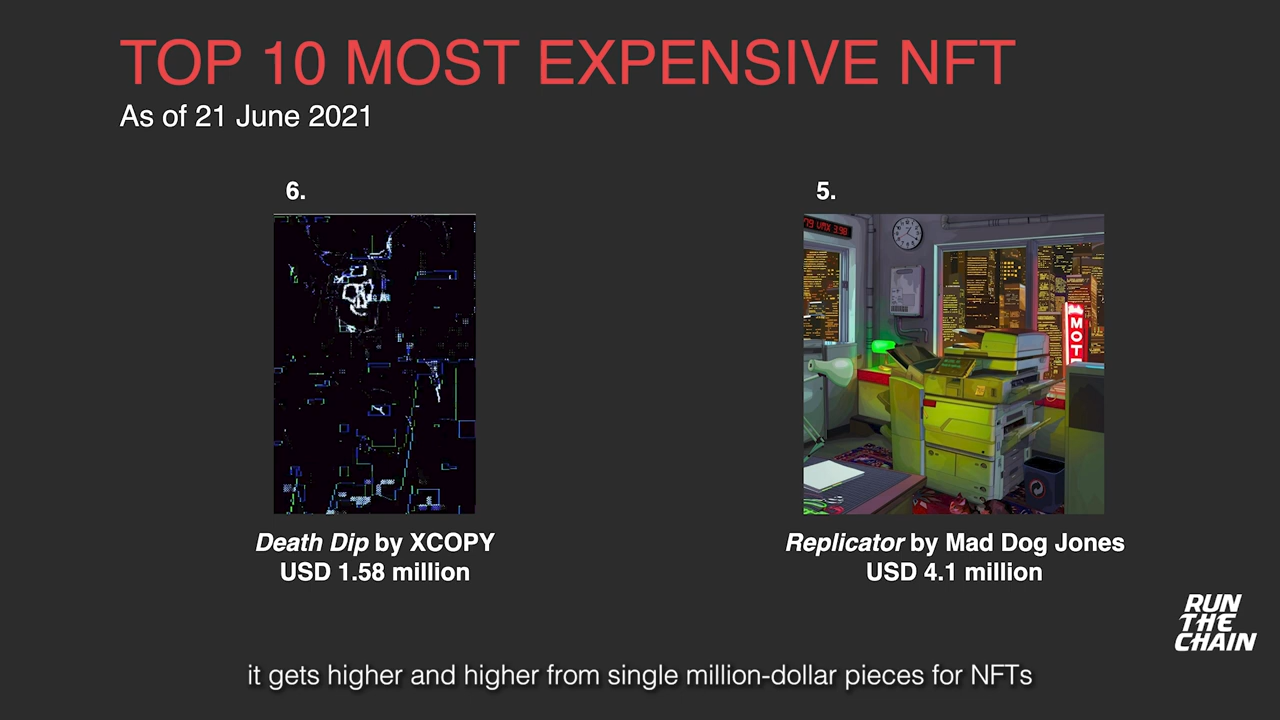 TOP 10 MOST EXPENSIVE NFT
As of 21 June 2021
6.
5.
MOT
Death Dip by XCOPY
USD 1.58 million
Replicator by Mad Dog Jones
USD 4.1 million
RUN
THE
CHAIN
it gets higher and higher from single million-dollar pieces for NFTs